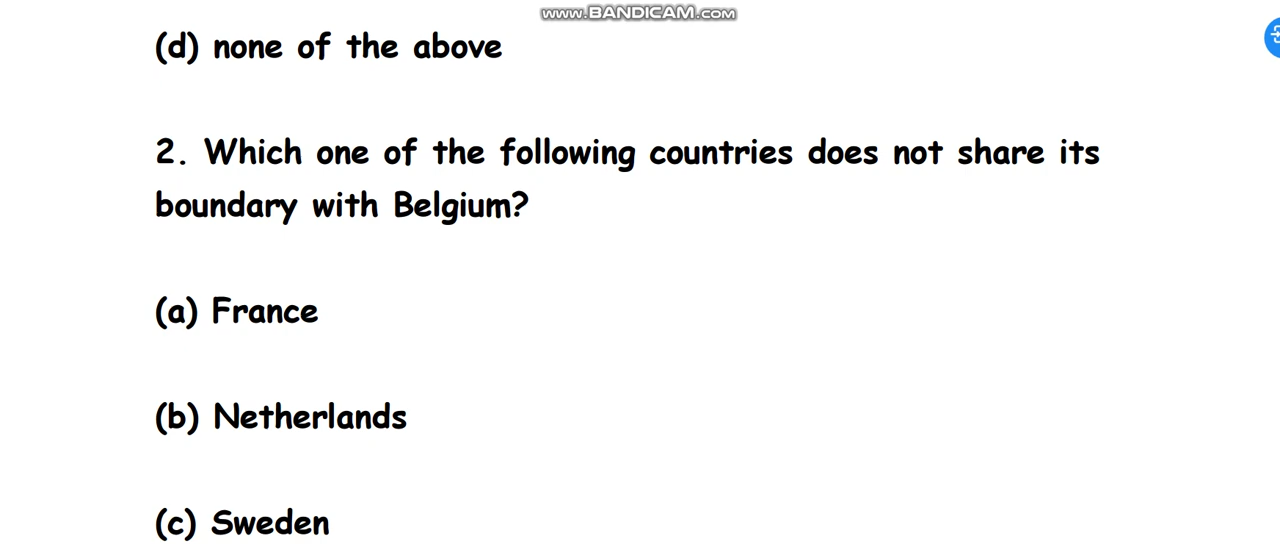 www.BANDICAM.com
(d) none of the above
2. Which one of the following countries does not share its
boundary with Belgium?
(a) France
(b) Netherlands
(c) Sweden